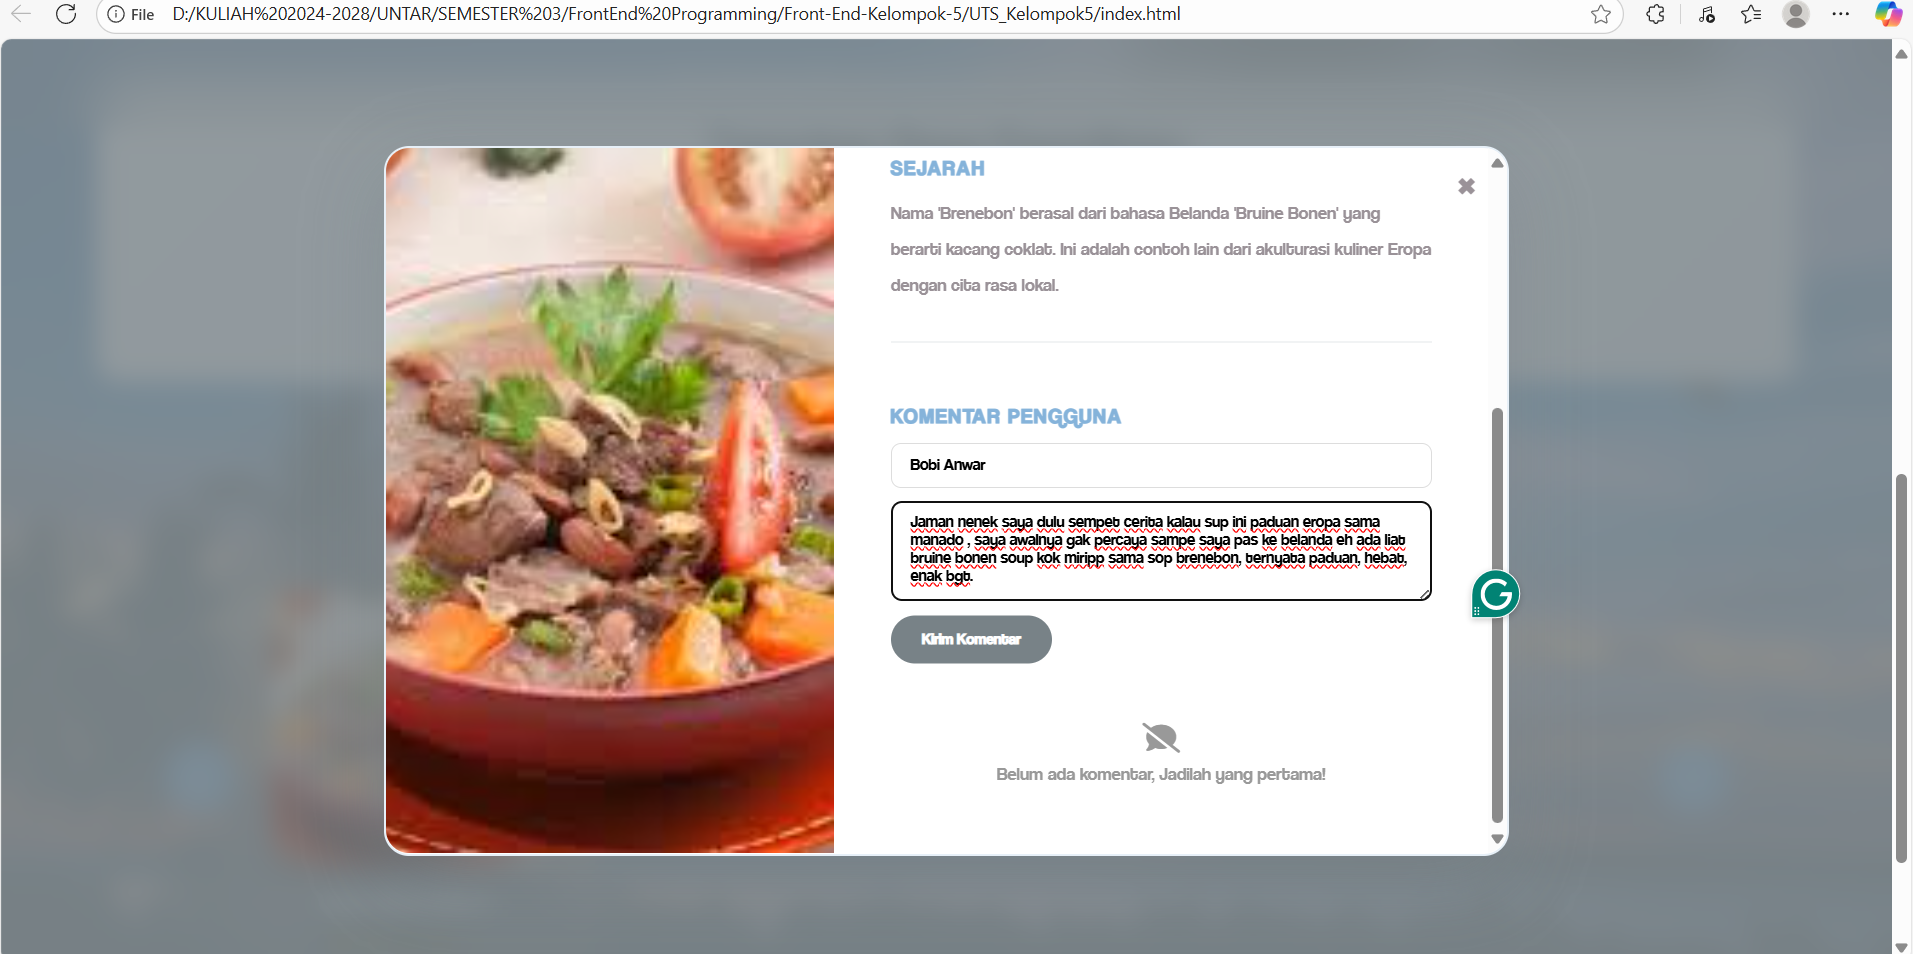 File
D:/KULIAH%202024-2028/UNTAR/SEMESTER%203/FrontEnd%20Programming/Front-End-Kelompok-5/UTS_Kelompok5/index.html
SEJARAH
Nama 'Brenebon' berasal dari bahasa Belanda 'Bruine Bonen' yang
berarti kacang coklat. Ini adalah contoh lain dari akulturasi kuliner Eropa
dengan cita rasa lokal.
KOMENTAR PENGGUNA
Bobi Anwar
Jaman nenek saya dulu sempet cerita kalau sup ini paduan eropa sama
manado , saya awalnya gak percaya sampe saya pas ke belanda eh ada liat
bruine bonen soup kok miripp sama sop brenebon, ternyata paduan, hebat,
enak bgt.
Kirim Komentar
Belum ada komentar, Jadilah yang pertama!